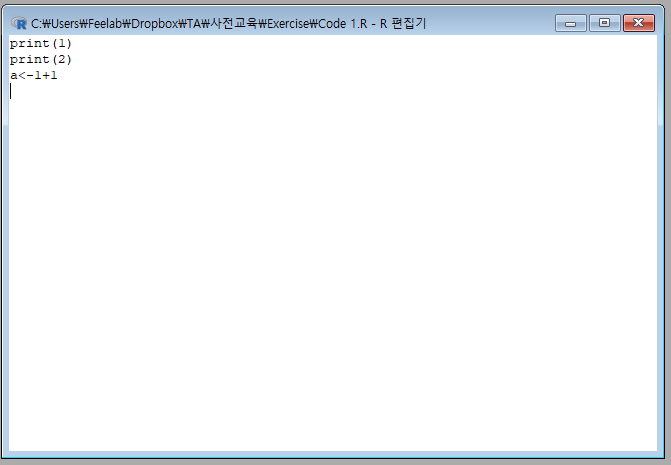 C:₩Users₩Feelab₩Dropbox₩TA₩사전교육₩Exercise₩Code 1.R - R 편집기
print(1)
print(2)
a<-1+1